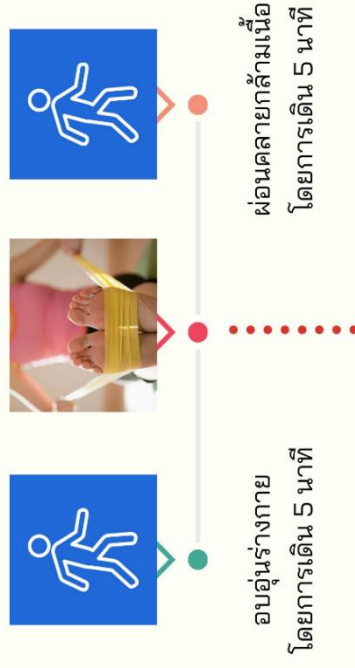 อบอุ่นร่างกาย
โดยการเดิน 5 นาที
ผ่อนคลายกล้ามเนื้อ
โดยการเดิน 5 นาที